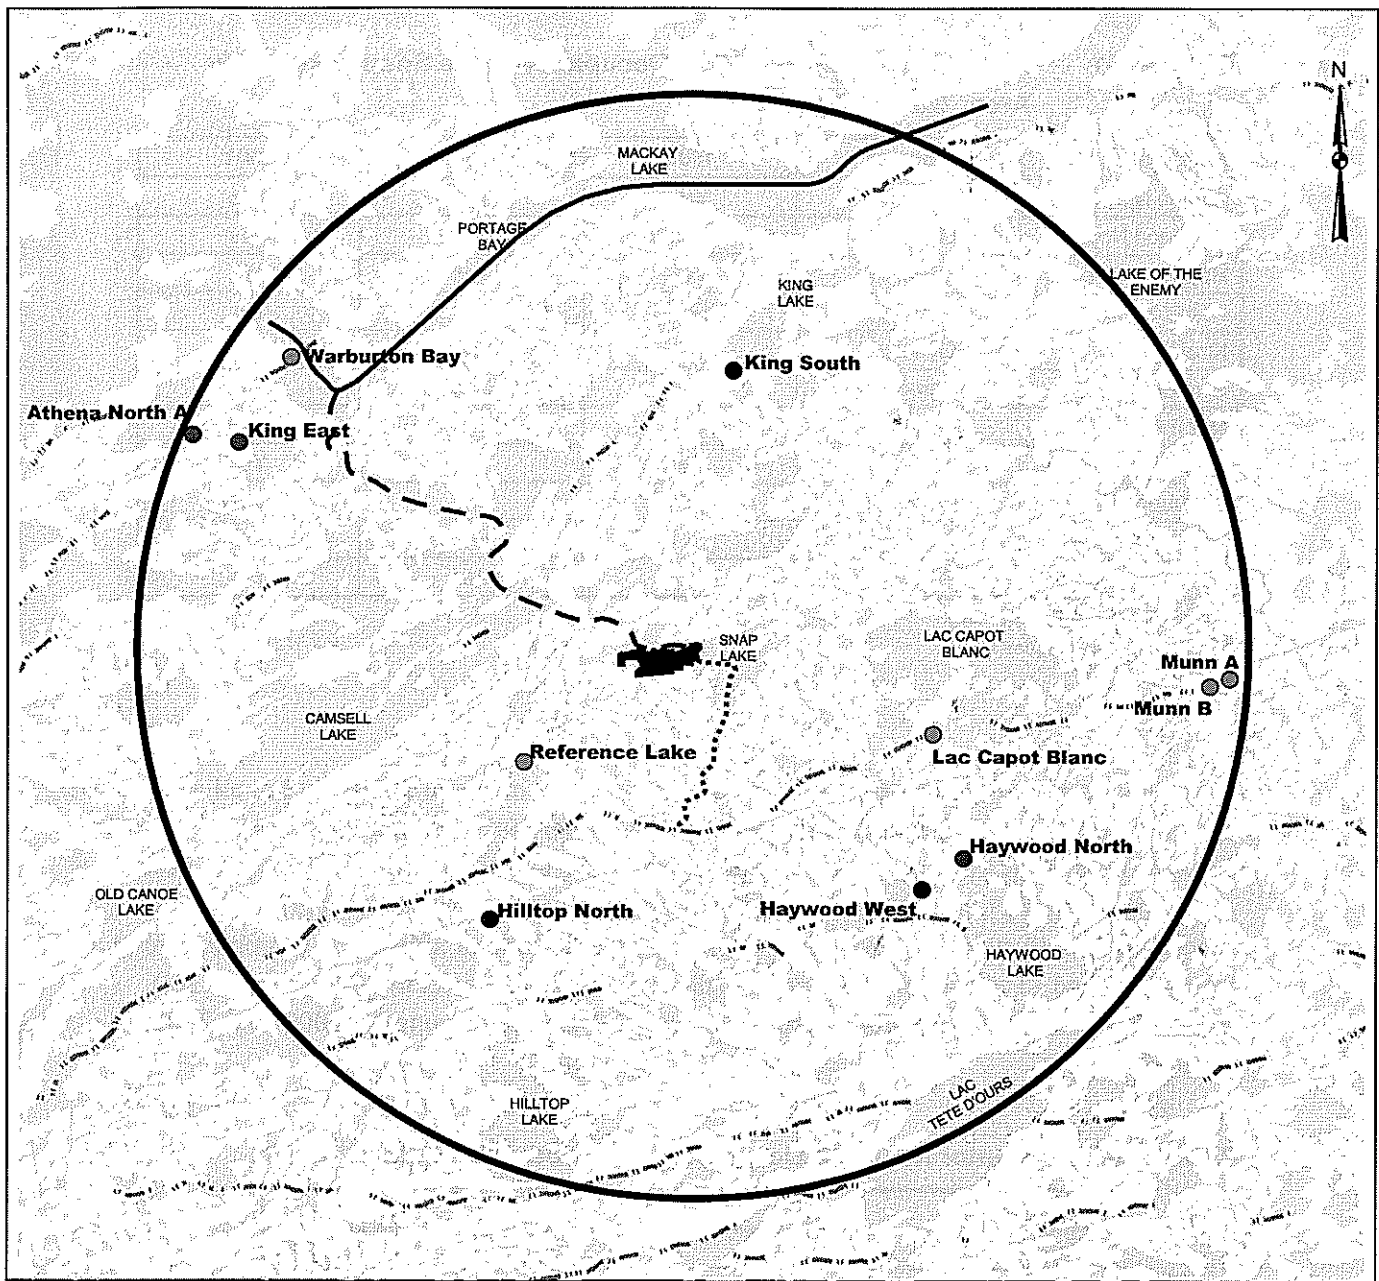 N
MACKAY
LAKE
PORTAGE
BAY
LAKE OF THE
ENEMY
KING
LAKE
Warburton Bay
King South
Athena North A
King East
SNAP
LAKE
LAC CAPOT
BLANC
Munn A
Munn B
CAMSELL
LAKE
Reference Lake
Lac Capot Blanc
Haywood North
OLD CANOE
LAKE
Haywood West
Hilltop North
HAYWOOD
LAKE
HILLTOP
LAKE
LAC
TETE D'OURS